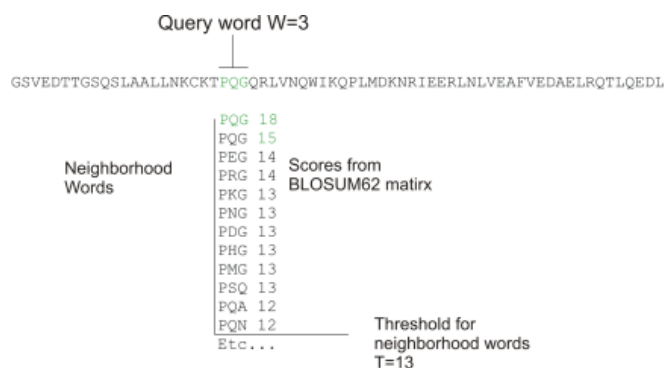 Query word W=3
GSVEDTTGSQSLAALLNKCKTPQGQRLVNQWIKQPLMDKNRIEERLNLVEAFVEDAELRQTLQEDL
PQG 18
PQG 15
PEG 14
PRG 14
PKG 13
PNG 13
PDG 13
PHG 13
PMG 13
PSQ 13
PQA 12
PQN 12
Etc...
Neighborhood
Words
Scores from
BLOSUM62 matirx
Threshold for
neighborhood words
T=13